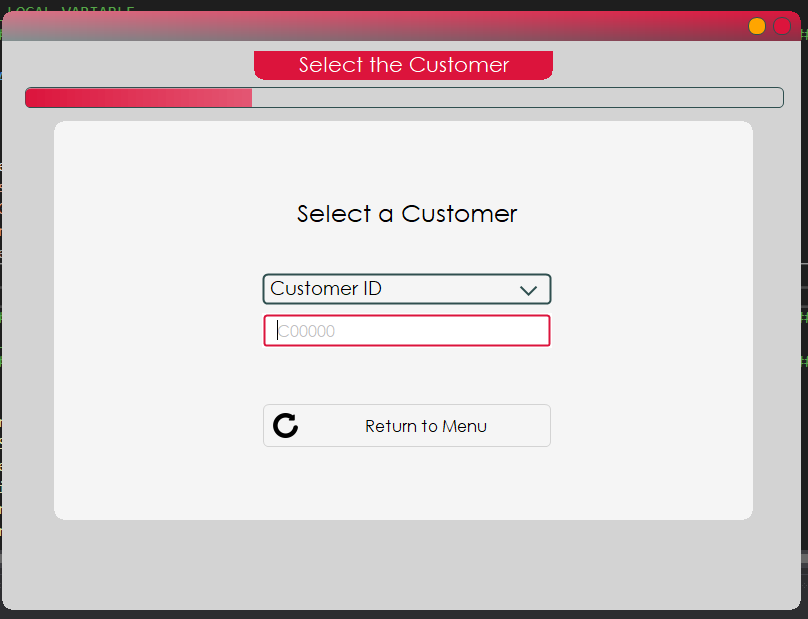 LOCAL VARIABLE
Select the Customer
Select a Customer
Customer ID
C00000
Return to Menu